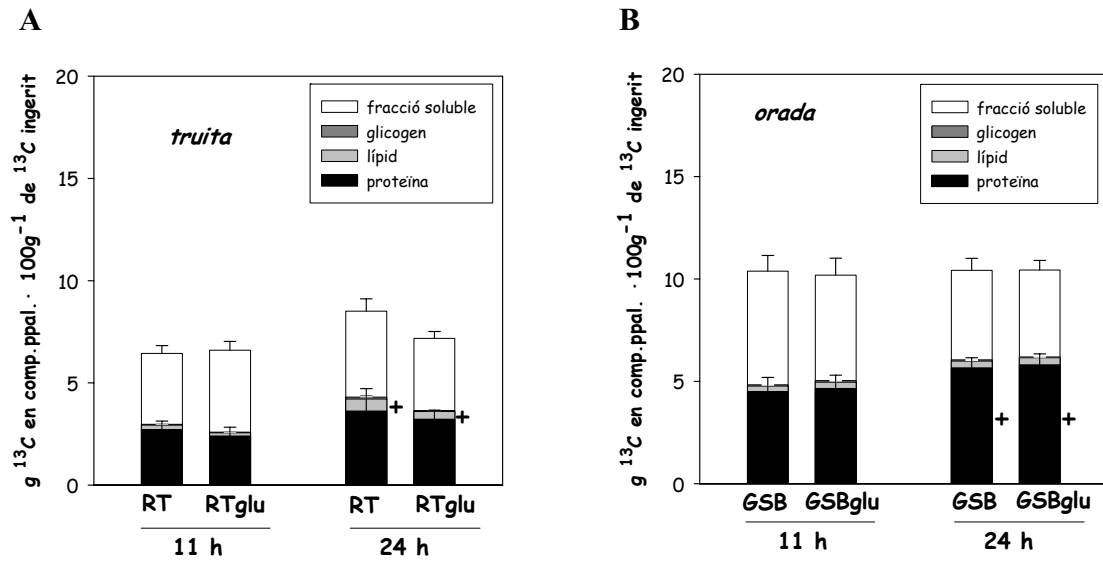 A
g ¹³C en comp.ppal. · 100g⁻¹ de ¹³C ingerit
20
15
10
5
0
truita
fracció soluble
glicogen
lípid
proteïna
+
+
RT
RTglu
RT
RTglu
11 h
24 h
B
g ¹³C en comp.ppal. ·100g⁻¹ de ¹³C ingerit
20
15
10
5
0
orada
fracció soluble
glicogen
lípid
proteïna
+
+
GSB
GSBglu
GSB
GSBglu
11 h
24 h